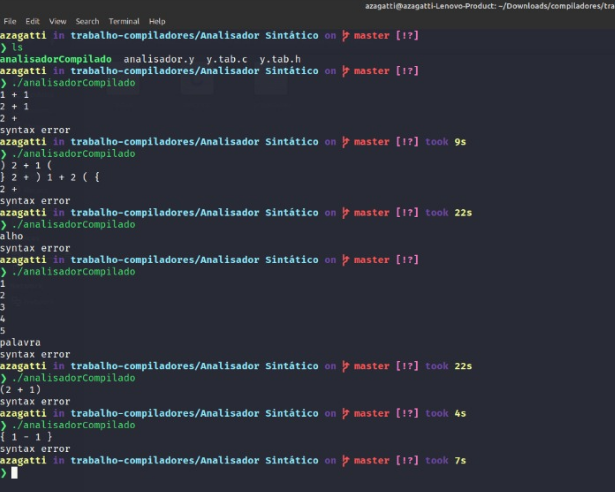 azagatti@azagatti-Lenovo-Product: ~/Downloads/compiladores/tra
File Edit View Search Terminal Help
azagatti in trabalho-compiladores/Analisador Sintático on master [!?]
❯ ls
analisadorCompilado analisador.y y.tab.c y.tab.h
azagatti in trabalho-compiladores/Analisador Sintático on master [!?]
❯ ./analisadorCompilado
1 + 1
2 + 1
2 +
syntax error
azagatti in trabalho-compiladores/Analisador Sintático on master [!?] took 9s
❯ ./analisadorCompilado
) 2 + 1 (
} 2 + ) 1 + 2 ( {
2 +
syntax error
azagatti in trabalho-compiladores/Analisador Sintático on master [!?] took 22s
❯ ./analisadorCompilado
alho
syntax error
azagatti in trabalho-compiladores/Analisador Sintático on master [!?]
❯ ./analisadorCompilado
1
2
3
4
5
palavra
syntax error
azagatti in trabalho-compiladores/Analisador Sintático on master [!?] took 22s
❯ ./analisadorCompilado
(2 + 1)
syntax error
azagatti in trabalho-compiladores/Analisador Sintático on master [!?] took 4s
❯ ./analisadorCompilado
{ 1 - 1 }
syntax error
azagatti in trabalho-compiladores/Analisador Sintático on master [!?] took 7s
❯